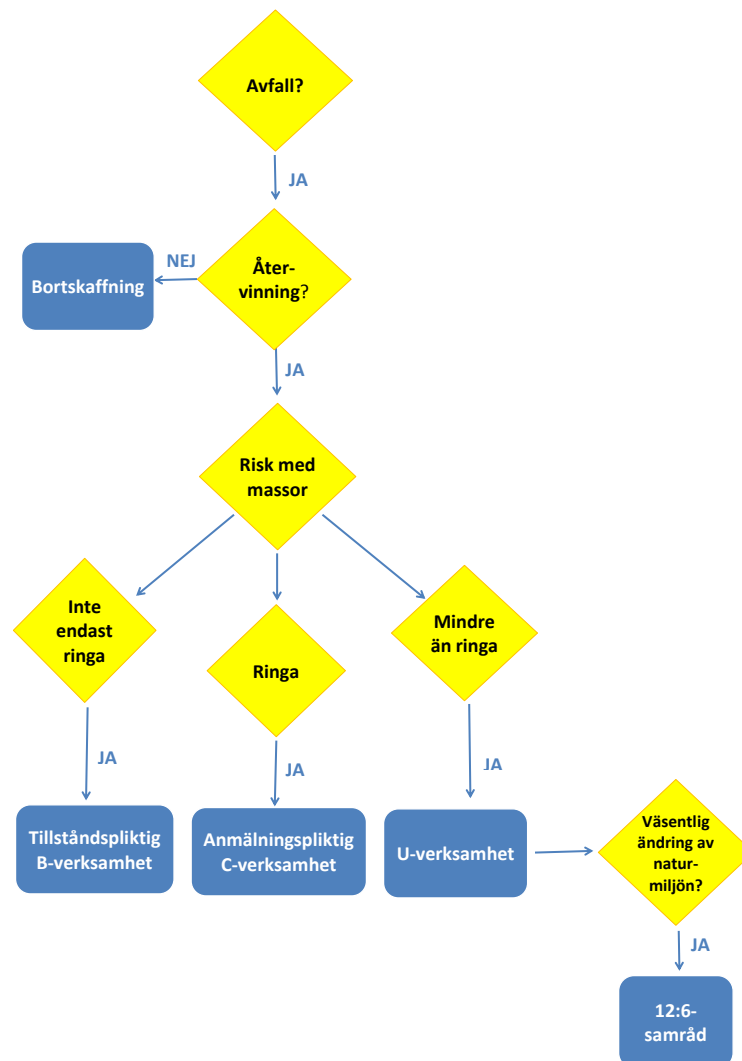 Avfall?
JA
NEJ
Bortskaffning
Åter-
vinning?
JA
Risk med
massor
Inte
endast
ringa
Ringa
Mindre
än ringa
JA
JA
JA
Tillståndspliktig
B-verksamhet
Anmälningspliktig
C-verksamhet
U-verksamhet
Väsentlig
ändring av
natur-
miljön?
JA
12:6-
samråd